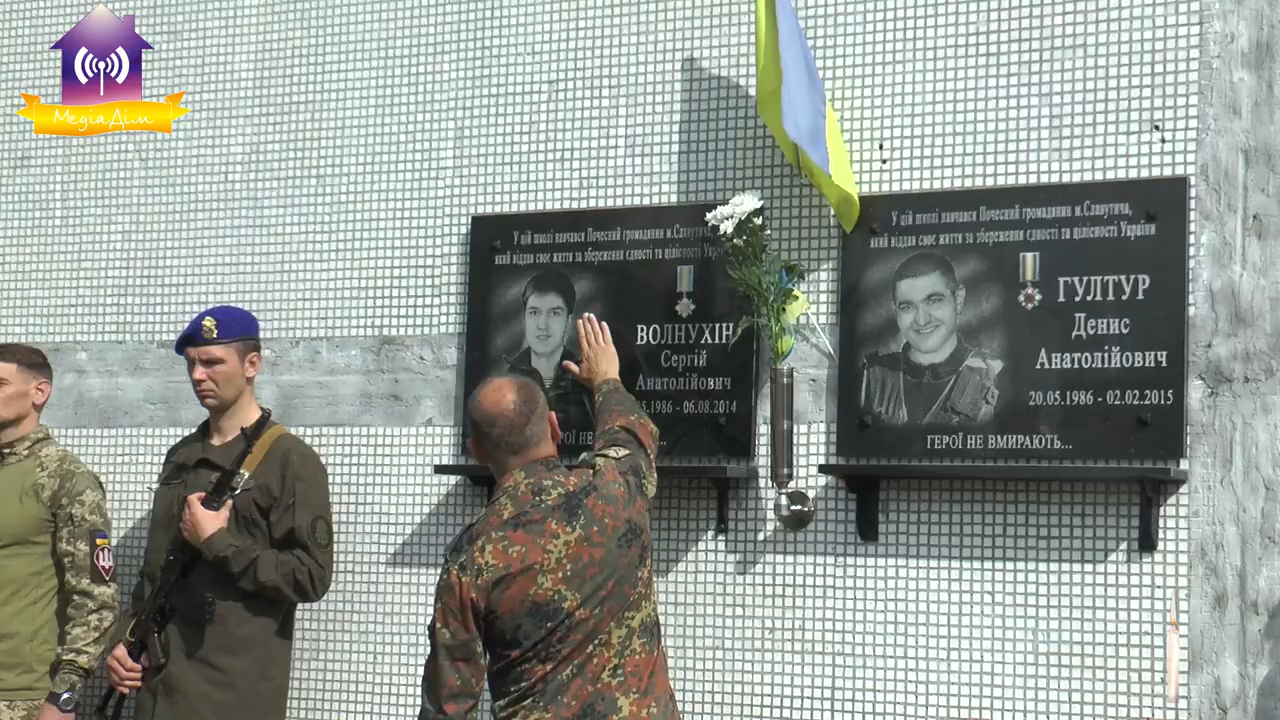 МедіаДім
У цій школі навчався Почесний громадянин м.Славутича,
який віддав своє життя за збереження єдності та цілісності
ВОЛНУХІН
Сергій
Анатолійович
1986 - 06.08.2014
НЕ
У цій школі навчався Почесний громадянин м.Славутича,
який віддав своє життя за збереження єдності та цілісності України
ГУЛТУР
Денис
Анатолійович
20.05.1986 - 02.02.2015
ГЕРОЇ НЕ ВМИРАЮТЬ...